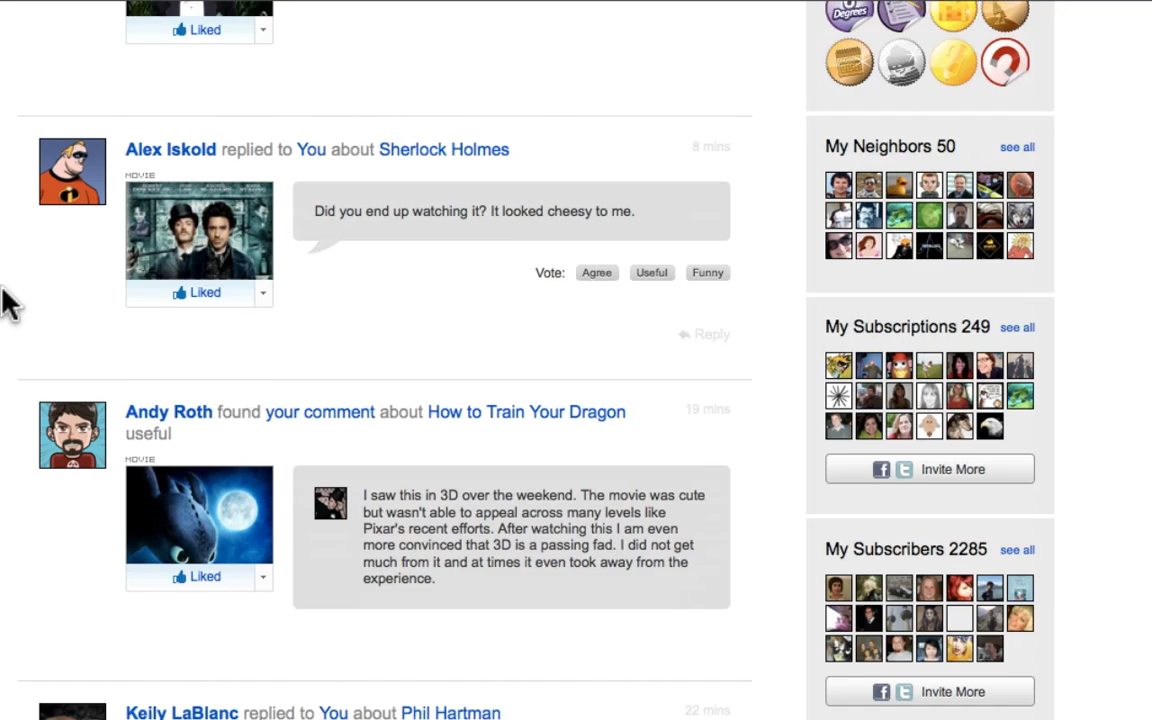 Degrees
Liked
Alex Iskold replied to You about Sherlock Holmes
8 mins
MOVIE
Did you end up watching it? It looked cheesy to me.
Liked
Vote: Agree Useful Funny
Reply
Andy Roth found your comment about How to Train Your Dragon
useful
19 mins
MOVIE
I saw this in 3D over the weekend. The movie was cute
but wasn't able to appeal across many levels like
Pixar's recent efforts. After watching this I am even
more convinced that 3D is a passing fad. I did not get
much from it and at times it even took away from the
experience.
Liked
Keily LaBlanc replied to You about Phil Hartman
22 mins
My Neighbors 50 see all
My Subscriptions 249 see all
Invite More
My Subscribers 2285 see all
Invite More